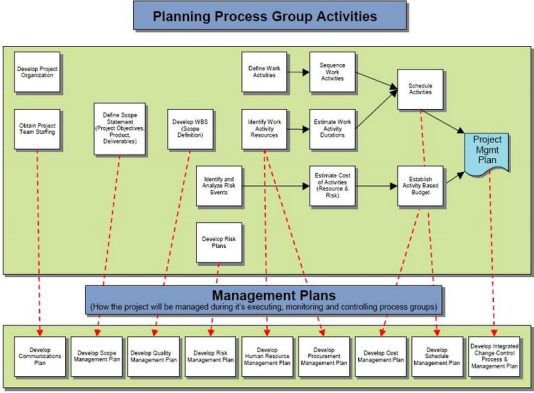 Planning Process Group Activities
Develop Project
Organization
Define Work
Activities
Sequence
Work
Activities
Schedule
Activities
Obtain Project
Team Staffing
Define Scope
Statement
(Project Objectives,
Product,
Deliverables)
Develop WBS
(Scope
Definition)
Identify Work
Activity
Resources
Estimate Work
Activity
Durations
Project
Mgmt
Plan
Identify and
Analyze Risk
Events
Estimate Cost
of Activities
(Resource &
Risk)
Establish
Activity Based
Budget
Develop Risk
Plans
Management Plans
(How the project will be managed during it's executing, monitoring and controlling process groups)
Develop
Communications
Plan
Develop Scope
Management Plan
Develop Quality
Management Plan
Develop Risk
Management Plan
Develop
Human Resource
Management Plan
Develop
Procurement
Management Plan
Develop Cost
Management Plan
Develop
Schedule
Management Plan
Develop Integrated
Change Control
Process &
Management Plan